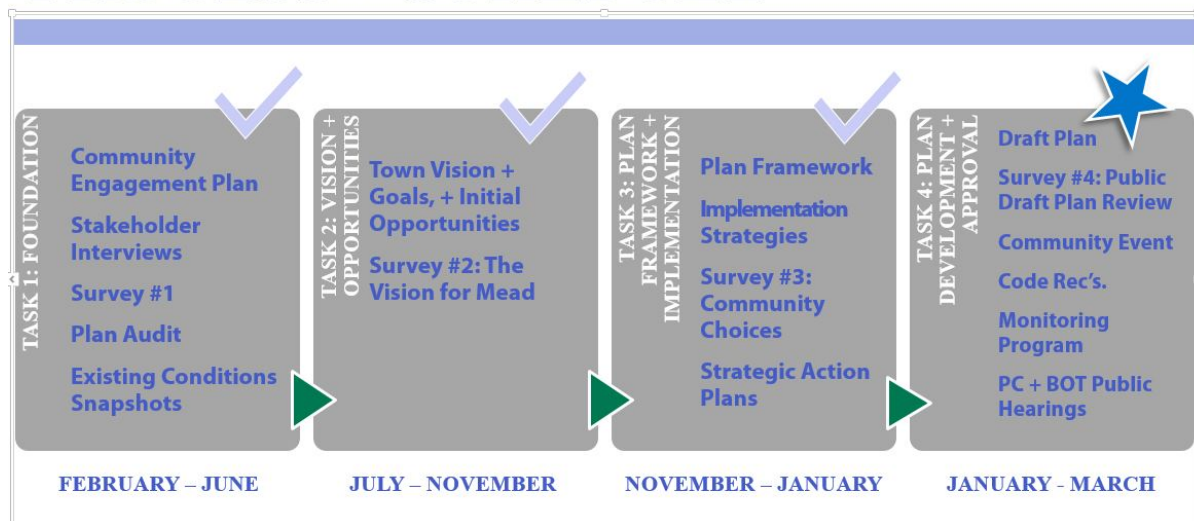 TASK 1: FOUNDATION
Community
Engagement Plan
Stakeholder
Interviews
Survey #1
Plan Audit
Existing Conditions
Snapshots
FEBRUARY – JUNE
TASK 2: VISION +
OPPORTUNITIES
Town Vision +
Goals, + Initial
Opportunities
Survey #2: The
Vision for Mead
JULY – NOVEMBER
TASK 3: PLAN
FRAMEWORK +
IMPLEMENTATION
Plan Framework
Implementation
Strategies
Survey #3:
Community
Choices
Strategic Action
Plans
NOVEMBER – JANUARY
TASK 4: PLAN
DEVELOPMENT +
APPROVAL
Draft Plan
Survey #4: Public
Draft Plan Review
Community Event
Code Rec's.
Monitoring
Program
PC + BOT Public
Hearings
JANUARY - MARCH